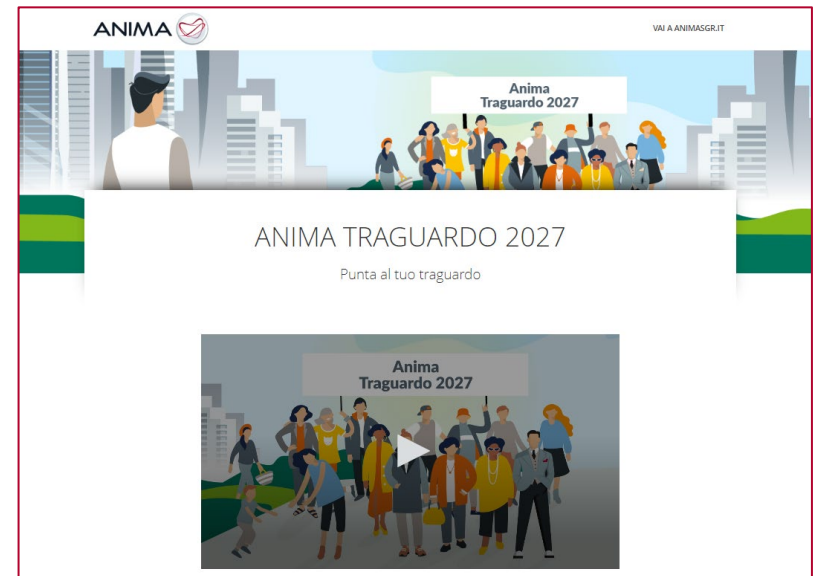 ANIMA
VAI A ANIMASGR.IT
Anima
Traguardo 2027
ANIMA TRAGUARDO 2027
Punta al tuo traguardo
Anima
Traguardo 2027